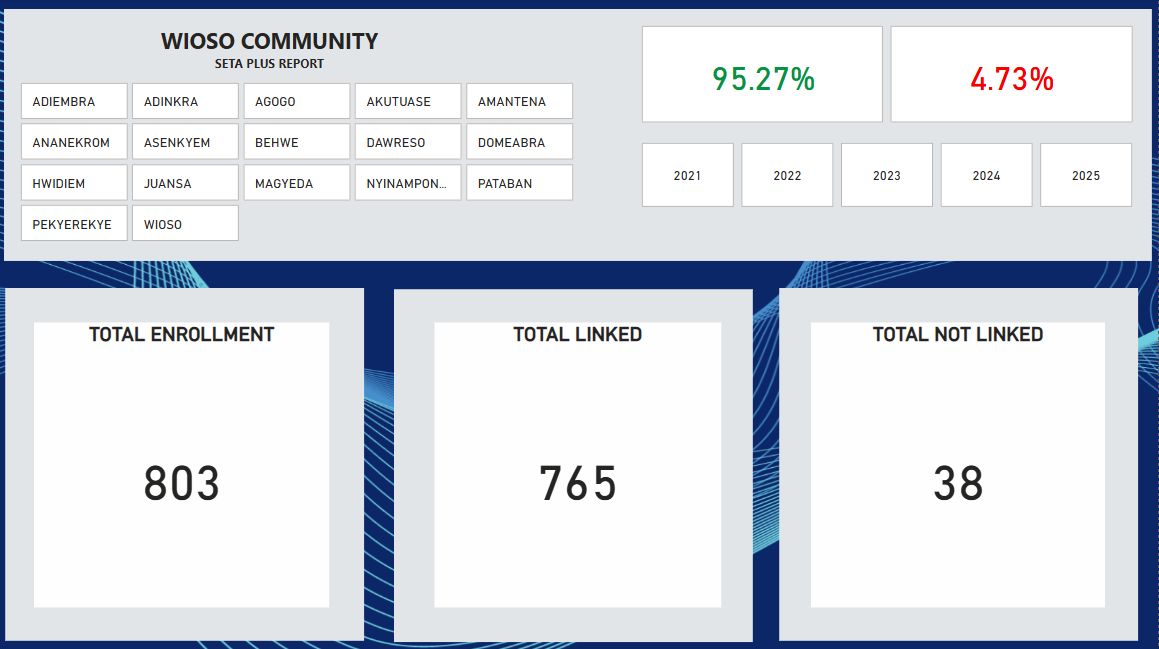 WIOSO COMMUNITY
SETA PLUS REPORT
ADIEMBRA ADINKRA AGOGO AKUTUASE AMANTENA
ANANEKROM ASENKYEM BEHWE DAWRESO DOMEABRA
HWIDIEM JUANSA MAGYEDA NYINAMPON... PATABAN
PEKYEREKYE WIOSO
95.27% 4.73%
2021 2022 2023 2024 2025
TOTAL ENROLLMENT
803
TOTAL LINKED
765
TOTAL NOT LINKED
38